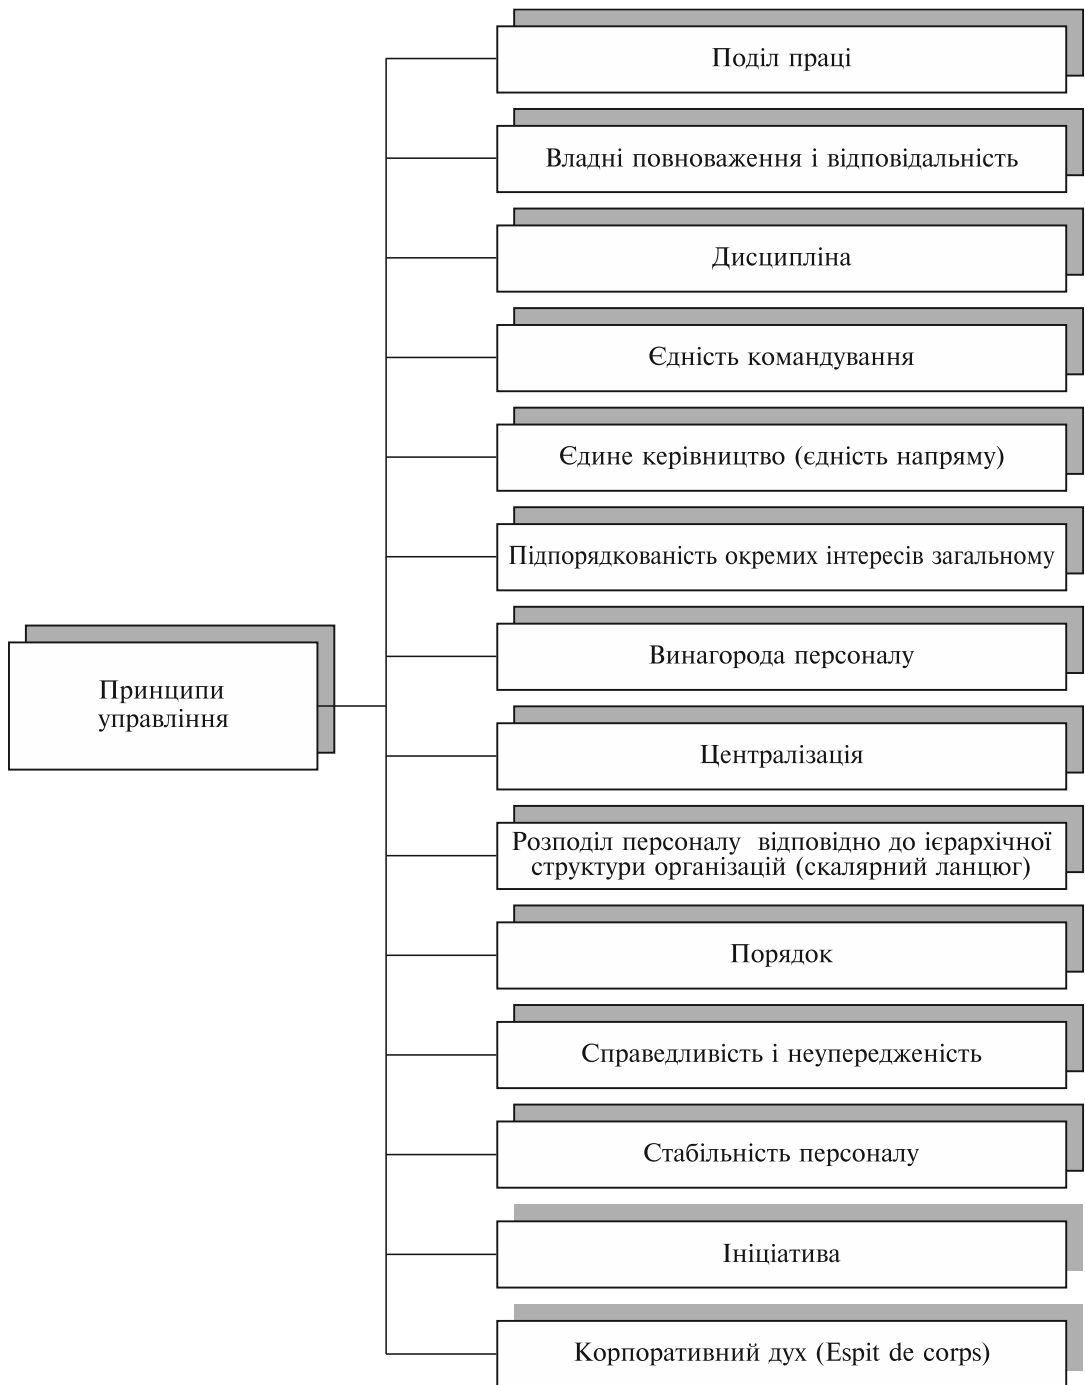 Поділ праці
Владні повноваження і відповідальність
Дисципліна
Єдність командування
Єдине керівництво (єдність напряму)
Підпорядкованість окремих інтересів загальному
Винагорода персоналу
Принципи
управління
Централізація
Розподіл персоналу  відповідно до ієрархічної
структури організацій (скалярний ланцюг)
Порядок
Справедливість і неупередженість
Стабільність персоналу
Ініціатива
Корпоративний дух (Espit de corps)